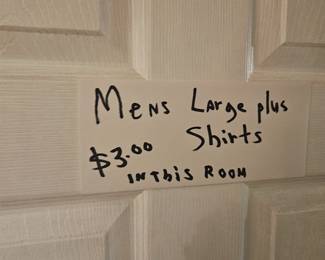 Mens Large plus
Shirts
$3.00
IN This Room